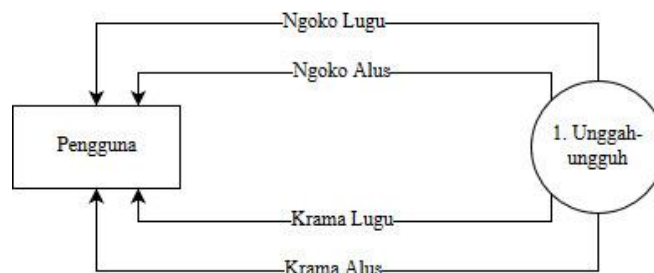 Ngoko Lugu
Ngoko Alus
Pengguna
1. Unggah-
ungguh
Krama Lugu
Krama Alus